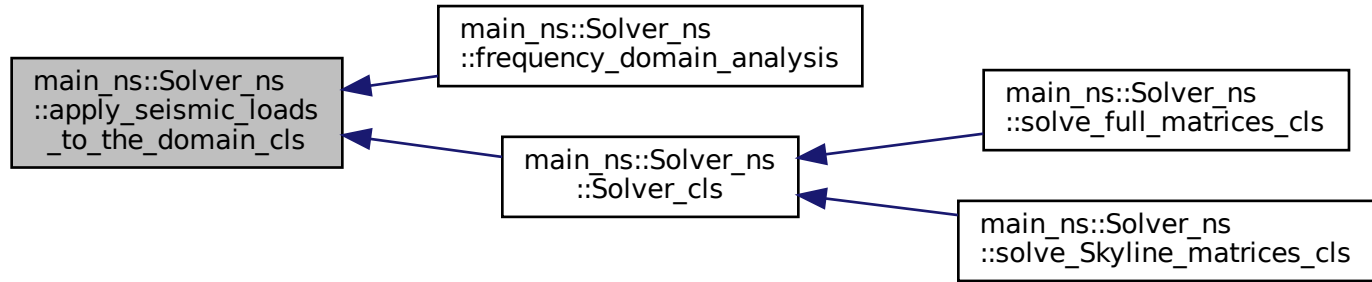 main_ns::Solver_ns
::apply_seismic_loads
_to_the_domain_cls
main_ns::Solver_ns
::frequency_domain_analysis
main_ns::Solver_ns
::Solver_cls
main_ns::Solver_ns
::solve_full_matrices_cls
main_ns::Solver_ns
::solve_Skyline_matrices_cls